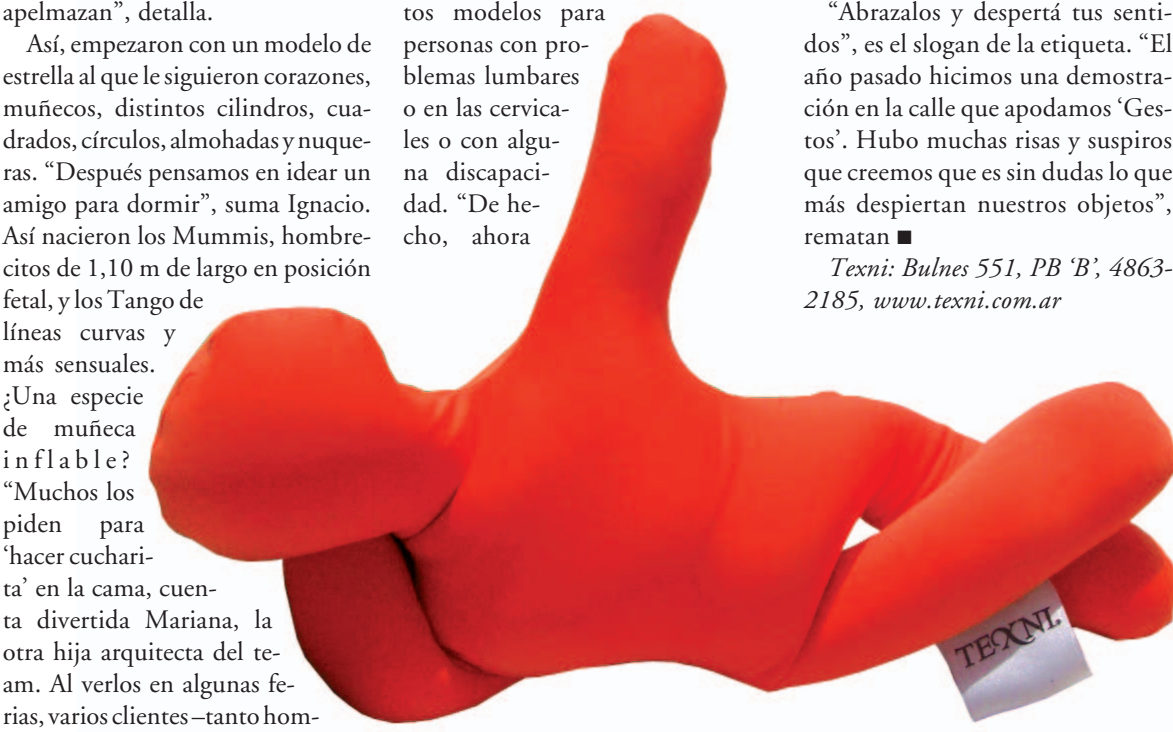 apelmazan”, detalla.
Así, empezaron con un modelo de
estrella al que le siguieron corazones,
muñecos, distintos cilindros, cua-
drados, círculos, almohadas y nuque-
ras. “Después pensamos en idear un
amigo para dormir”, suma Ignacio.
Así nacieron los Mummis, hombre-
citos de 1,10 m de largo en posición
fetal, y los Tango de
líneas curvas y
más sensuales.
¿Una especie
de muñeca
inflable?
“Muchos los
piden para
‘hacer cuchari-
ta’ en la cama, cuen-
ta divertida Mariana, la
otra hija arquitecta del te-
am. Al verlos en algunas fe-
rias, varios clientes –tanto hom-
tos modelos para
personas con pro-
blemas lumbares
o en las cervica-
les o con algu-
na discapaci-
dad. “De he-
cho, ahora
“Abrazalos y despertá tus senti-
dos”, es el slogan de la etiqueta. “El
año pasado hicimos una demostra-
ción en la calle que apodamos ‘Ges-
tos’. Hubo muchas risas y suspiros
que creemos que es sin dudas lo que
más despiertan nuestros objetos”,
rematan ■
Texni: Bulnes 551, PB ‘B’, 4863-
2185, www.texni.com.ar
TEXNI